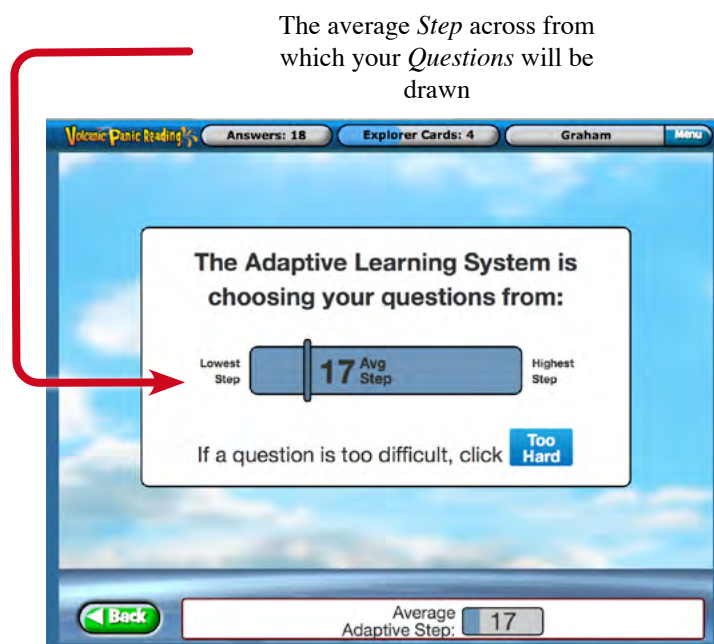 The average Step across from
which your Questions will be
drawn
Volcanic Panic Reading! Answers: 18 Explorer Cards: 4 Graham Menu
The Adaptive Learning System is
choosing your questions from:
Lowest
Step
17 Avg
Step
Highest
Step
If a question is too difficult, click Too
Hard
Back
Average
Adaptive Step: 17